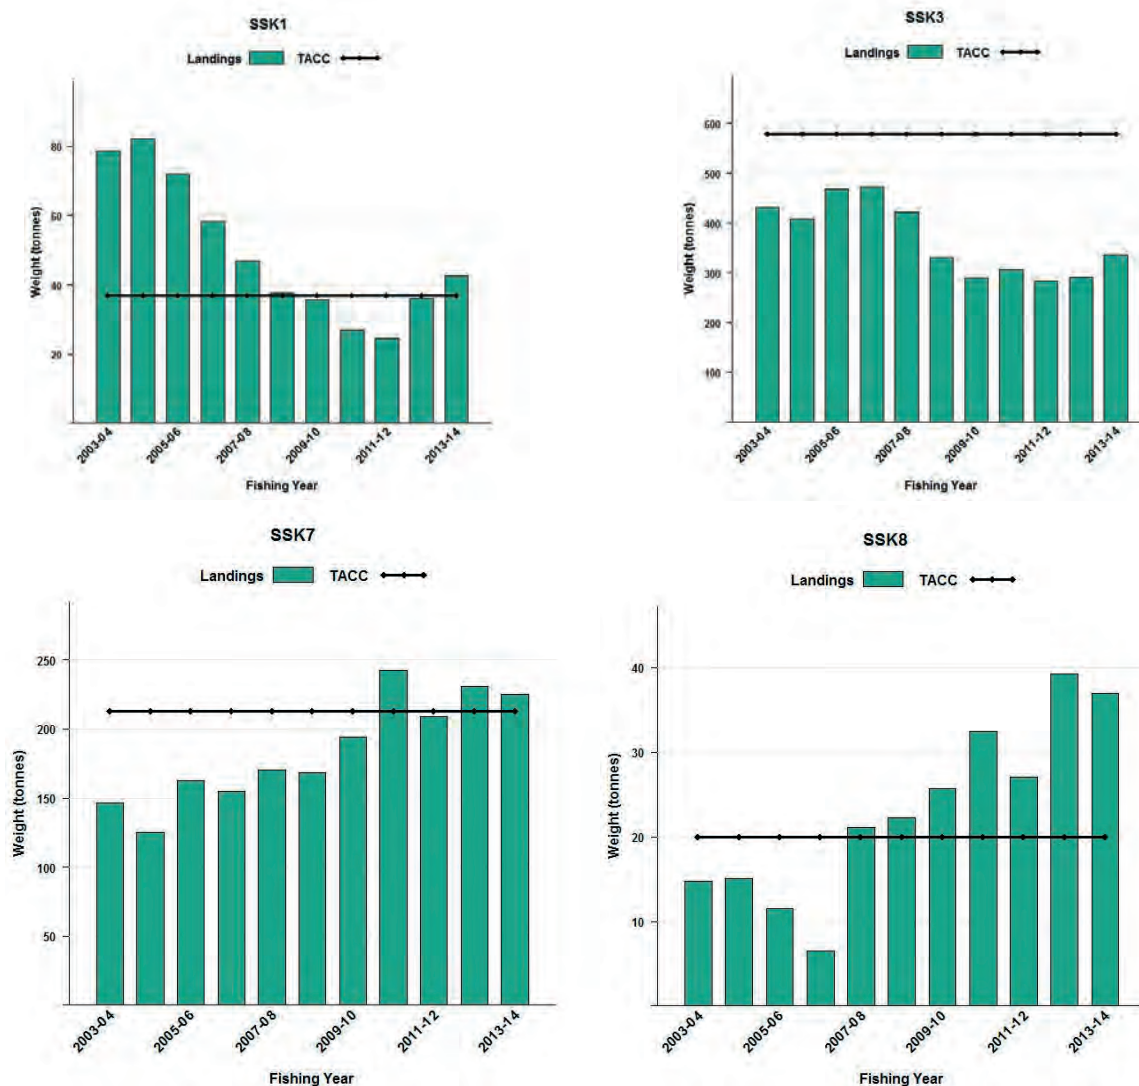 SSK1
Landings TACC
Weight (tonnes)
80
60
40
20
2003-04
2005-06
2007-08
2009-10
2011-12
2013-14
Fishing Year
SSK3
Landings TACC
Weight (tonnes)
600
500
400
300
200
100
2003-04
2005-06
2007-08
2009-10
2011-12
2013-14
Fishing Year
SSK7
Landings TACC
Weight (tonnes)
250
200
150
100
50
2003-04
2005-06
2007-08
2009-10
2011-12
2013-14
Fishing Year
SSK8
Landings TACC
Weight (tonnes)
40
30
20
10
2003-04
2005-06
2007-08
2009-10
2011-12
2013-14
Fishing Year